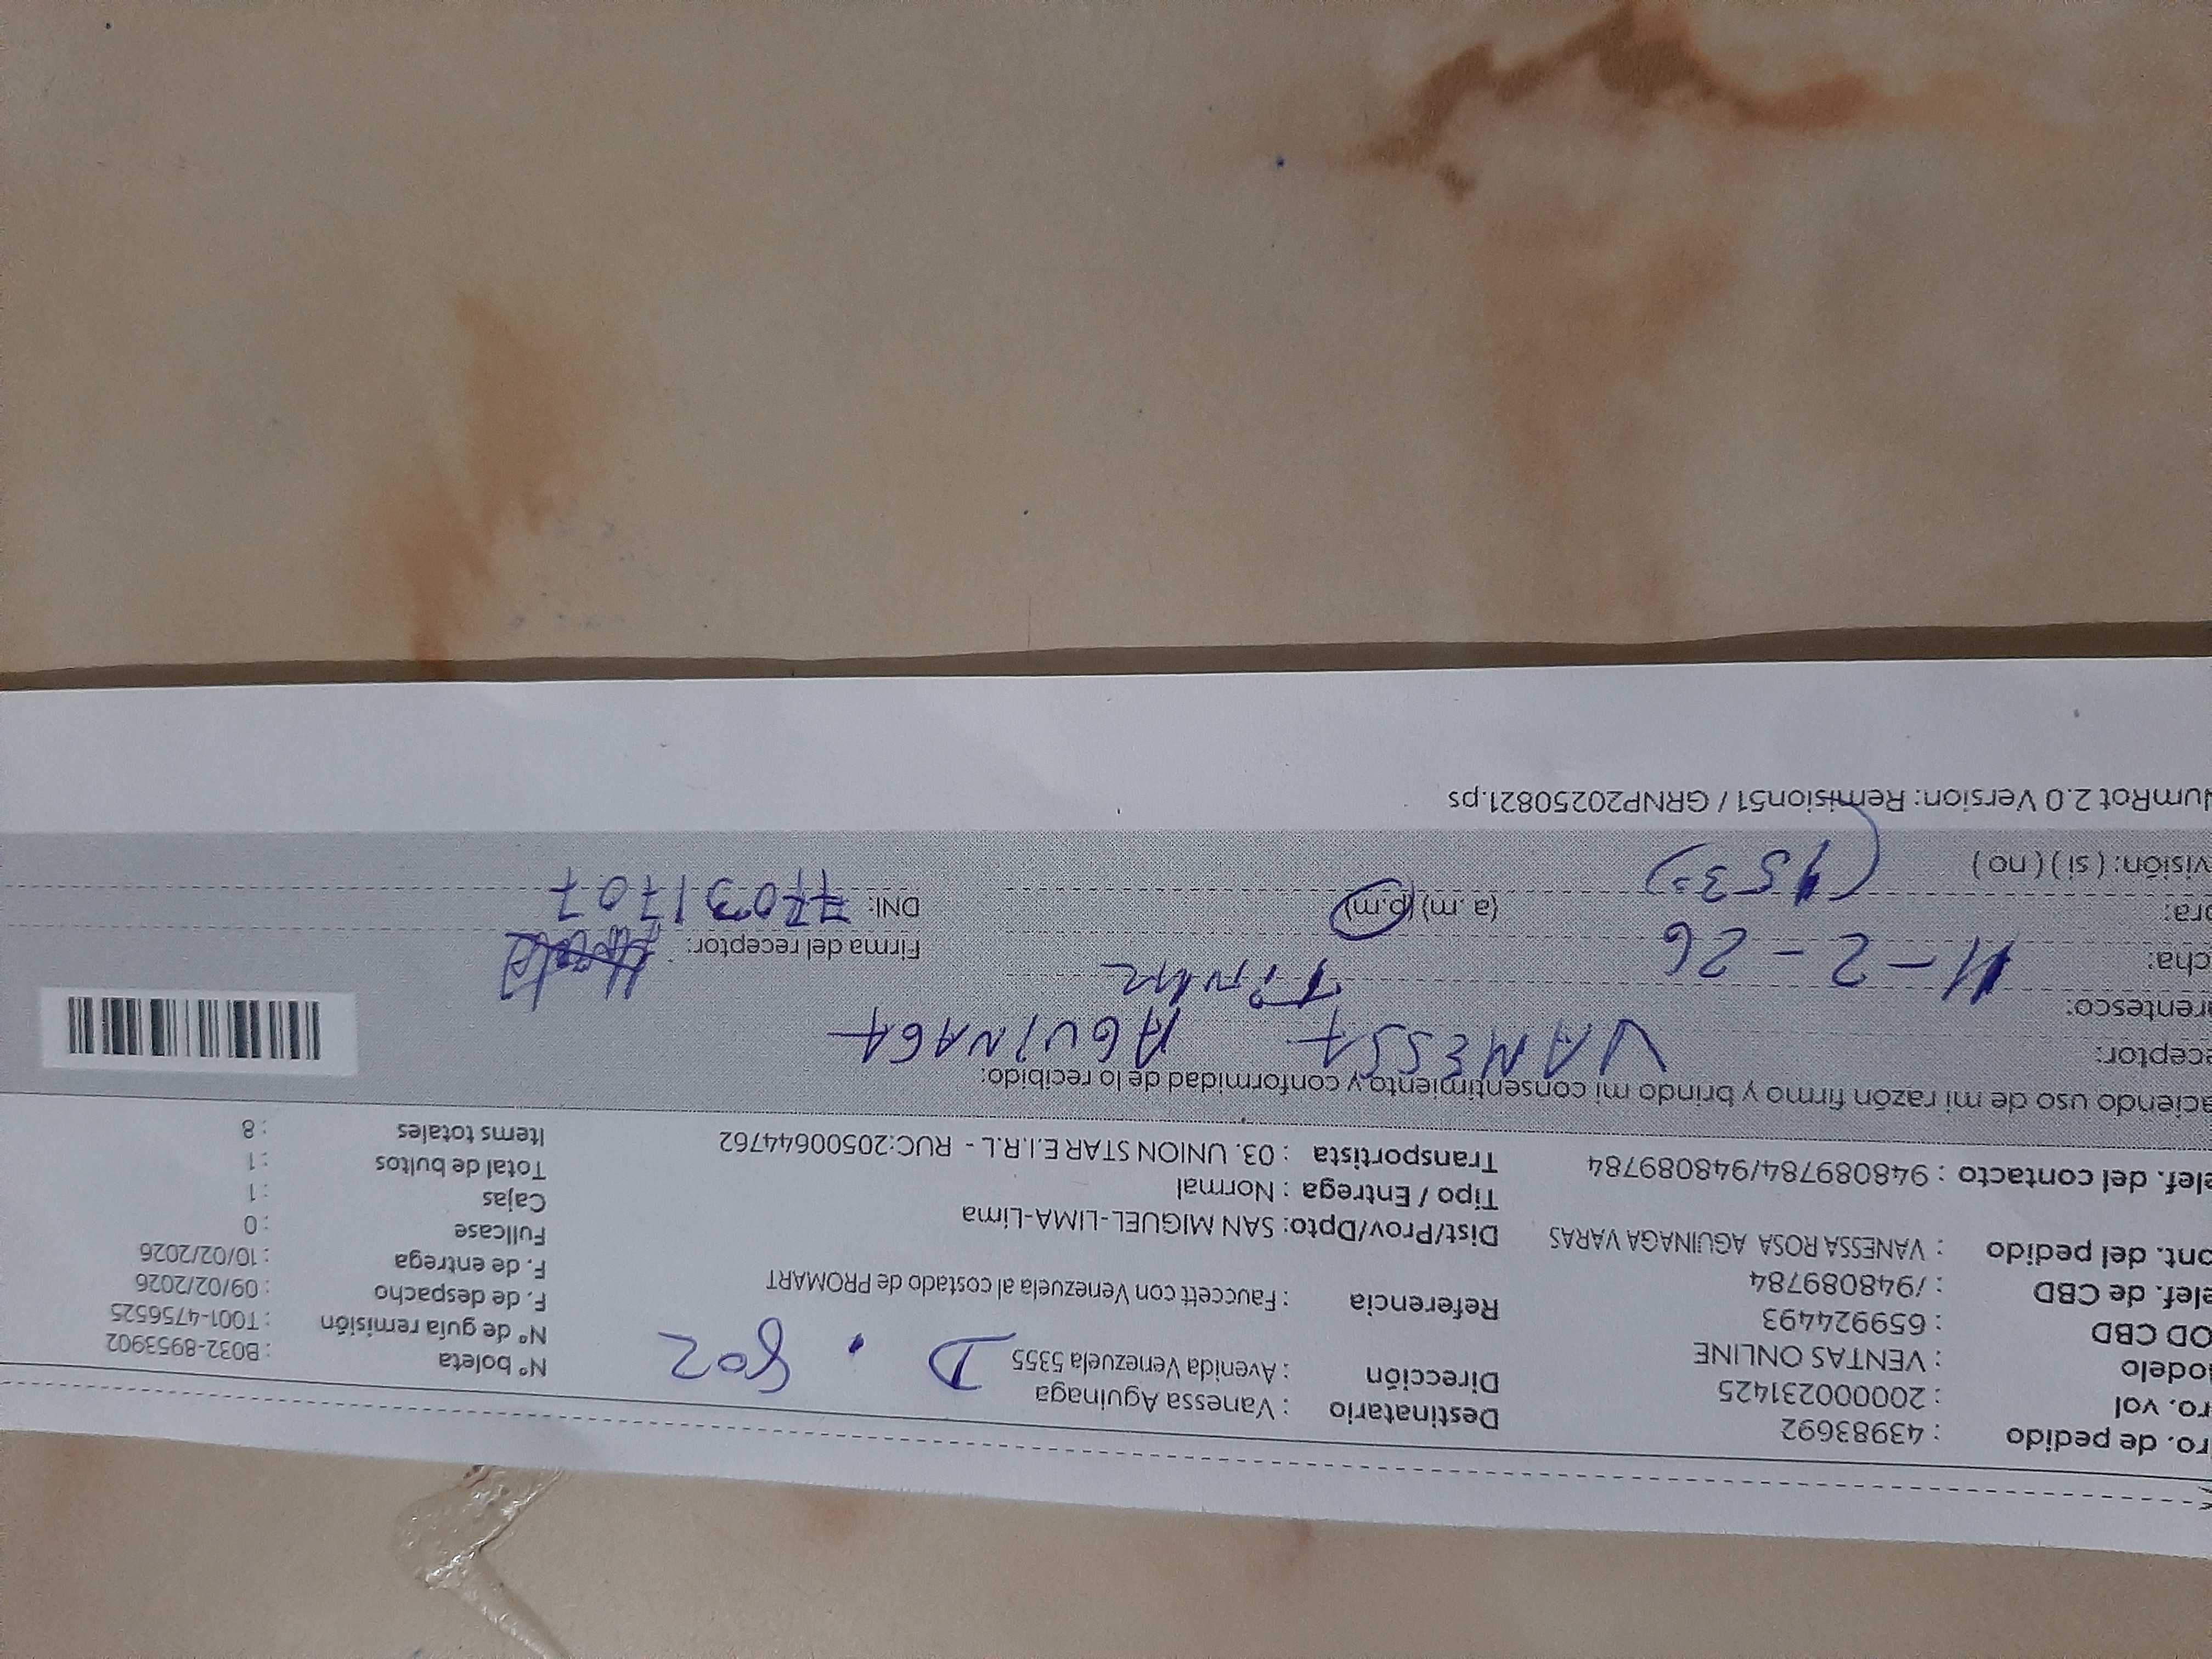 ro. de pedido : 43983692
ro. vol : 20000231425
odelo : VENTAS ONLINE
OD CBD : 659924493
elef. de CBD : /948089784
ont. del pedido : VANESSA ROSA AGUINAGA VARAS
elef. del contacto : 948089784/948089784
Destinatario : Vanessa Aguinaga
Dirección : Avenida Venezuela 5355 D. 802
Referencia : Fauccett con Venezuela al costado de PROMART
Dist/Prov/Dpto: SAN MIGUEL-LIMA-Lima
Tipo / Entrega : Normal
Transportista : 03. UNION STAR E.I.R.L - RUC:20500644762
N° boleta : B032-8953902
N° de guía remisión : T001-4756525
F. de despacho : 09/02/2026
F. de entrega : 10/02/2026
Fullcase : 0
Cajas : 1
Total de bultos : 1
Items totales : 8
aciendo uso de mi razón firmo y brindo mi consentimiento y conformidad de lo recibido:
eceptor: VANESSA AGUINAGA
rentesco:
cha: 11-2-26
Firma del receptor:
ora: (a.m) (p.m)
DNI: 77031707
visión: ( si ) ( no )
NumRot 2.0 Version: Remision51 / GRNP20250821.ps